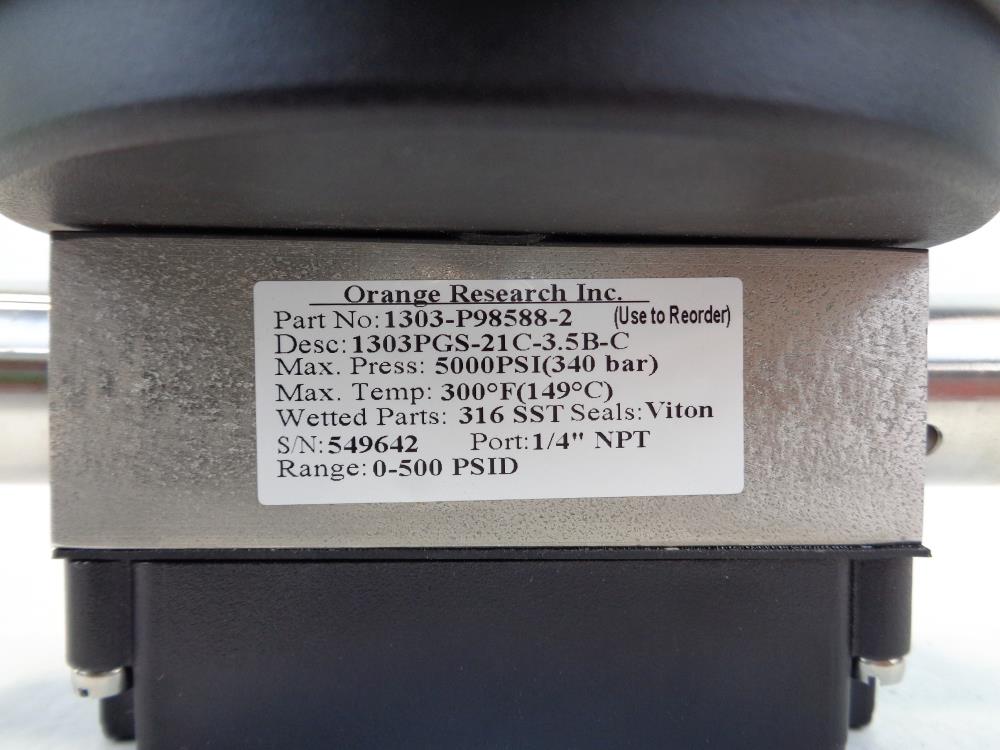 Orange Research Inc.
Part No: 1303-P98588-2 (Use to Reorder)
Desc: 1303PGS-21C-3.5B-C
Max. Press: 5000PSI(340 bar)
Max. Temp: 300°F(149°C)
Wetted Parts: 316 SST Seals: Viton
S/N: 549642 Port: 1/4" NPT
Range: 0-500 PSID